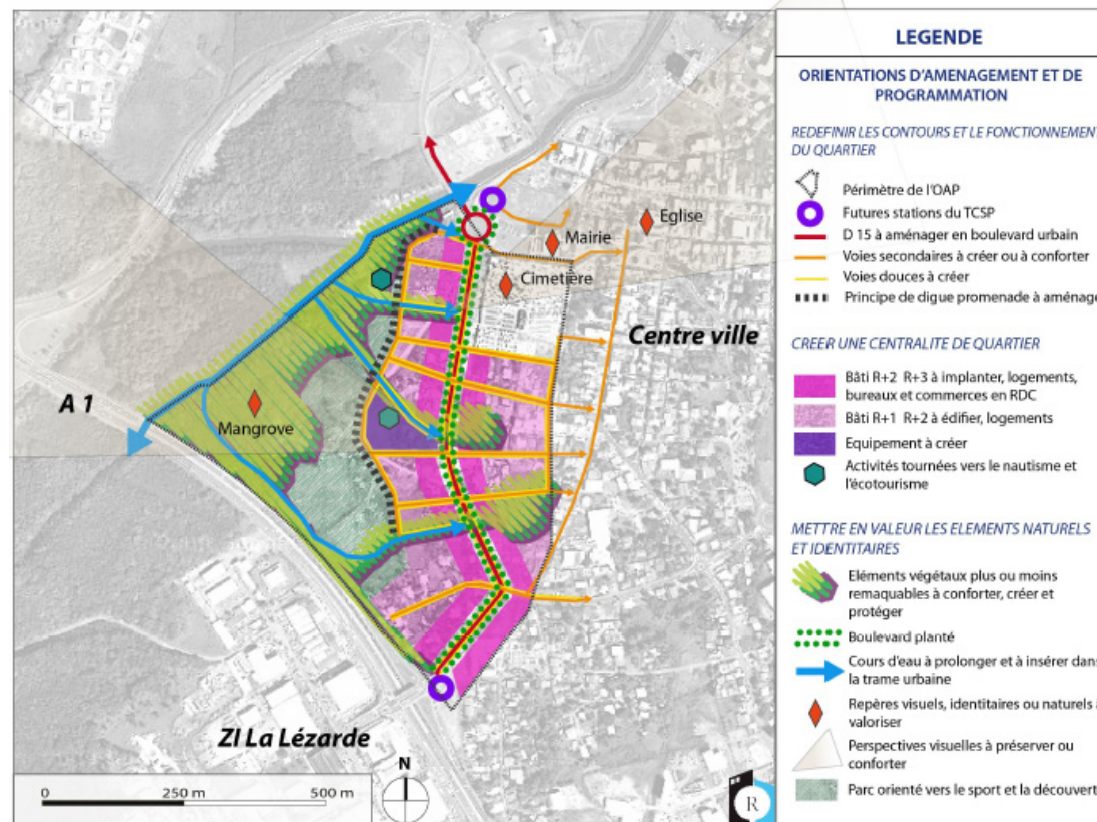 Eglise
Mairie
Cimetière
Centre ville
A 1
Mangrove
ZI La Lézarde
N
0 250 m 500 m
R
LEGENDE
ORIENTATIONS D'AMENAGEMENT ET DE
PROGRAMMATION
REDEFINIR LES CONTOURS ET LE FONCTIONNEMENT
DU QUARTIER
Périmètre de l'OAP
Futures stations du TCSP
D 15 à aménager en boulevard urbain
Voies secondaires à créer ou à conforter
Voies douces à créer
Principe de digue promenade à aménage
CREER UNE CENTRALITE DE QUARTIER
Bâti R+2 R+3 à implanter, logements,
bureaux et commerces en RDC
Bâti R+1 R+2 à édifier, logements
Equipement à créer
Activités tournées vers le nautisme et
l'écotourisme
METTRE EN VALEUR LES ELEMENTS NATURELS
ET IDENTITAIRES
Eléments végétaux plus ou moins
remaquables à conforter, créer et
protéger
Boulevard planté
Cours d'eau à prolonger et à insérer dans
la trame urbaine
Repères visuels, identitaires ou naturels à
valoriser
Perspectives visuelles à préserver ou
conforter
Parc orienté vers le sport et la découvert